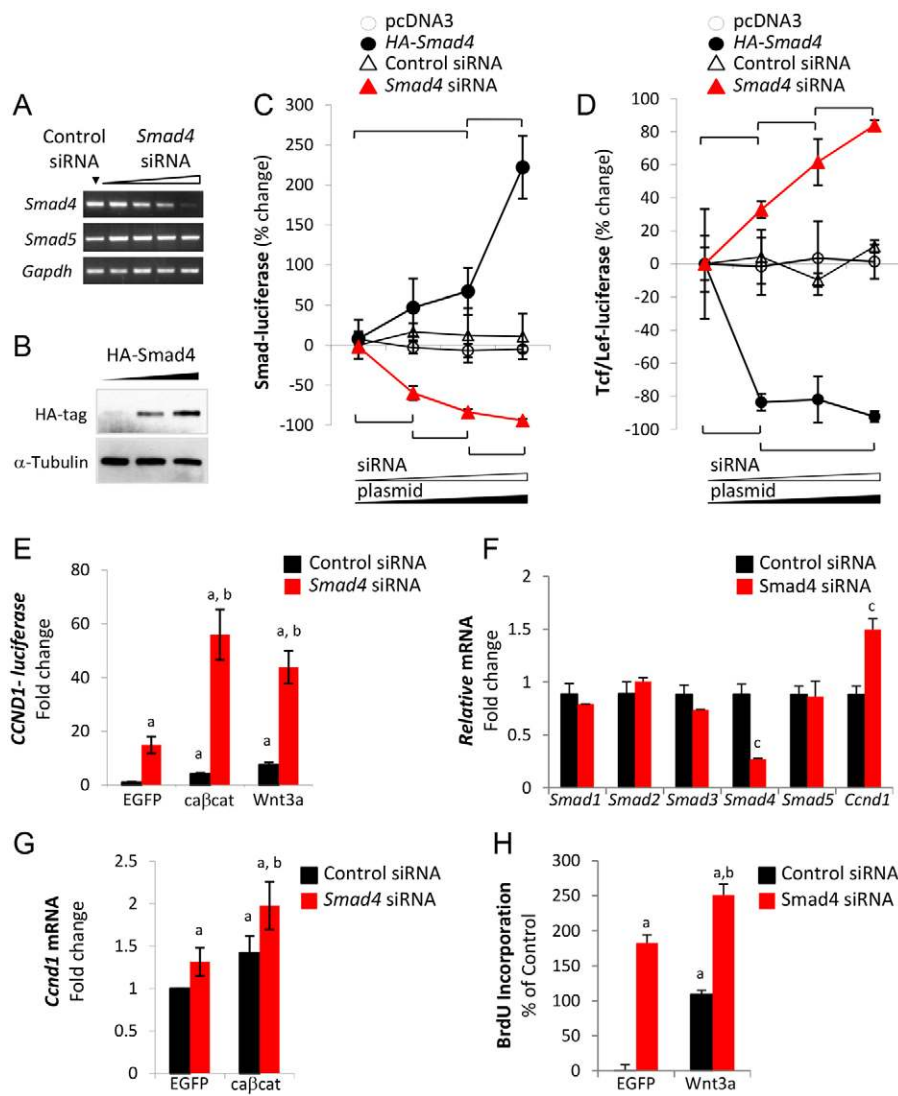 A
Control siRNA
Smad4 siRNA
Smad4
Smad5
Gapdh
B
HA-Smad4
HA-tag
α-Tubulin
pcDNA3
HA-Smad4
Control siRNA
Smad4 siRNA
C
Smad-luciferase (% change)
300
250
200
150
100
50
0
-50
-100
siRNA
plasmid
pcDNA3
HA-Smad4
Control siRNA
Smad4 siRNA
D
Tcf/Lef-luciferase (% change)
100
80
60
40
20
0
-20
-40
-60
-80
-100
siRNA
plasmid
E
Control siRNA
Smad4 siRNA
CCND1- luciferase
Fold change
80
60
40
20
0
a
a
a, b
a
a, b
EGFP
caβcat
Wnt3a
F
Control siRNA
Smad4 siRNA
Relative mRNA
Fold change
2
1.5
1
0.5
0
c
c
Smad1
Smad2
Smad3
Smad4
Smad5
Ccnd1
G
Control siRNA
Smad4 siRNA
Ccnd1 mRNA
Fold change
2.5
2
1.5
1
0.5
0
a
a
a, b
EGFP
caβcat
H
Control siRNA
Smad4 siRNA
BrdU Incorporation
% of Control
300
250
200
150
100
50
0
a
a
a,b
EGFP
Wnt3a